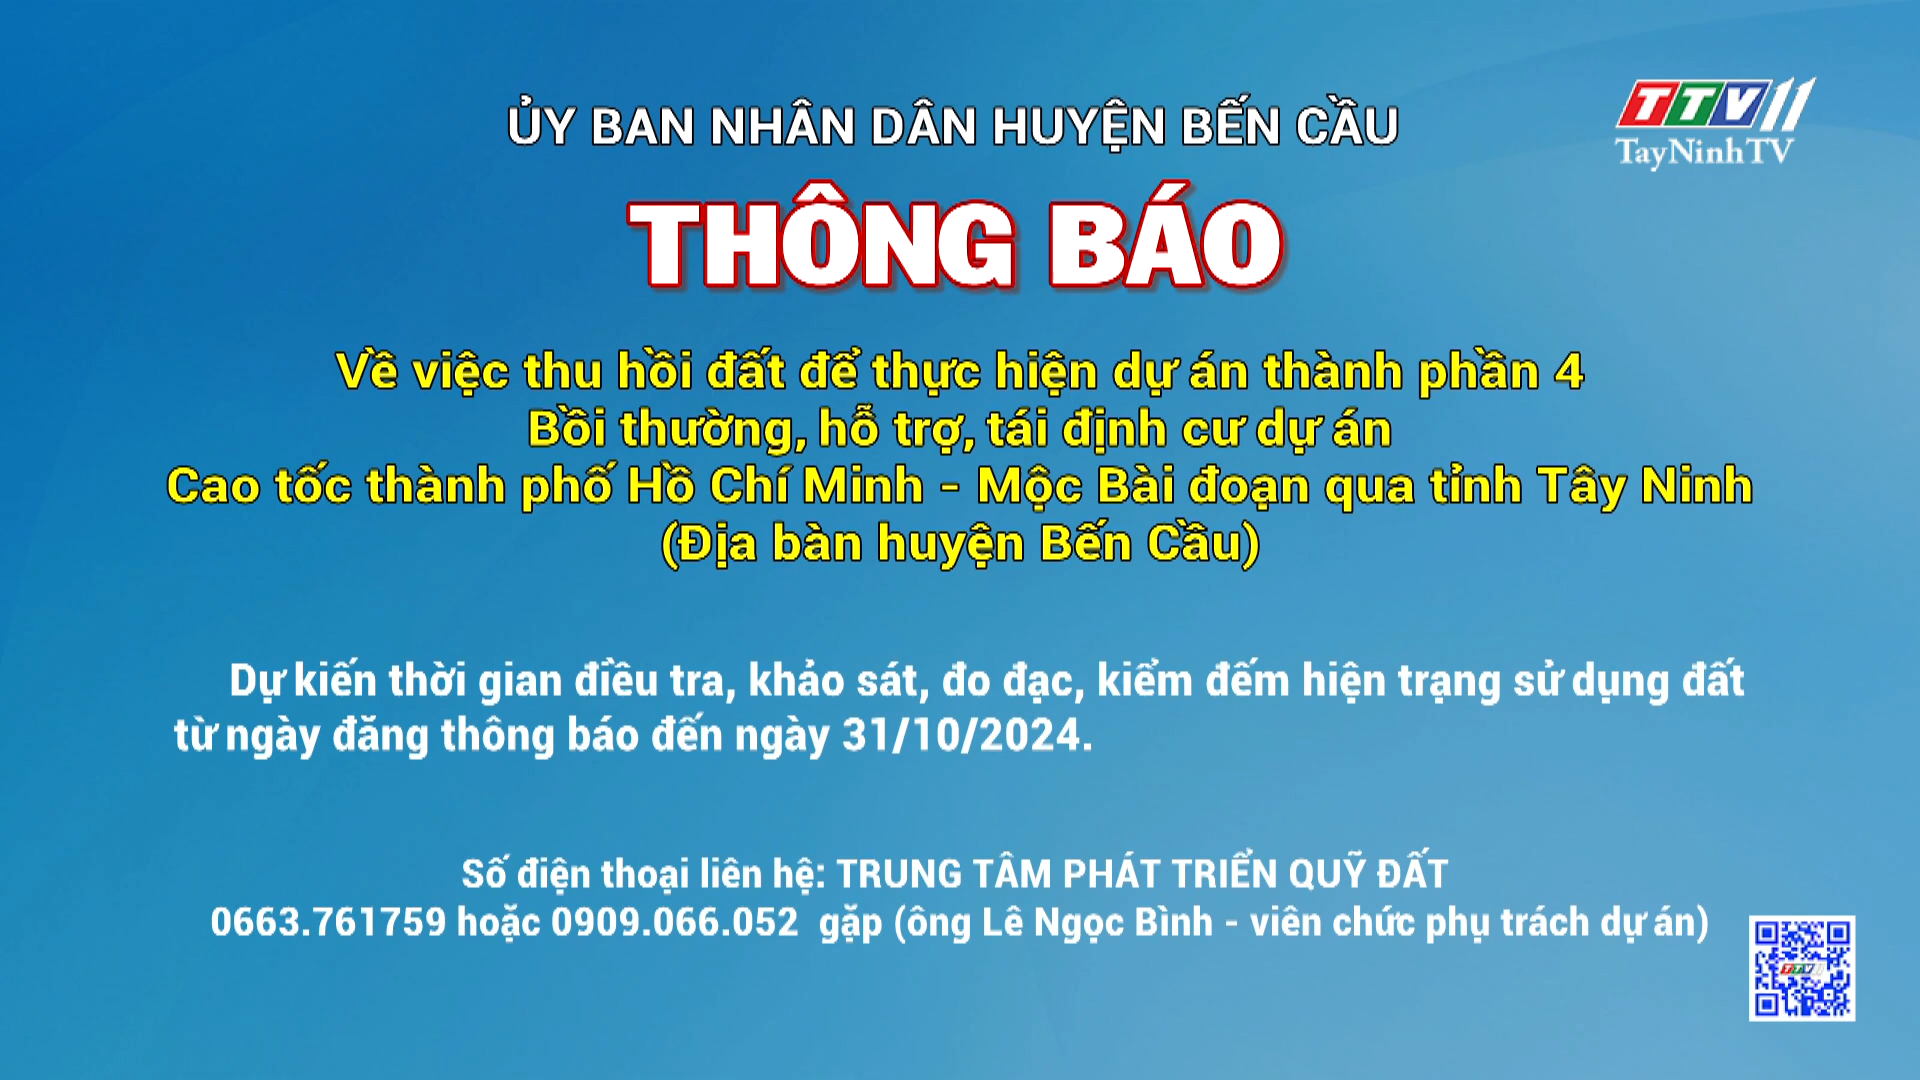 ỦY BAN NHÂN DÂN HUYỆN BẾN CẦU
TTV11
TayNinhTV
THÔNG BÁO
Về việc thu hồi đất để thực hiện dự án thành phần 4
Bồi thường, hỗ trợ, tái định cư dự án
Cao tốc thành phố Hồ Chí Minh - Mộc Bài đoạn qua tỉnh Tây Ninh
(Địa bàn huyện Bến Cầu)
Dự kiến thời gian điều tra, khảo sát, đo đạc, kiểm đếm hiện trạng sử dụng đất
từ ngày đăng thông báo đến ngày 31/10/2024.
Số điện thoại liên hệ: TRUNG TÂM PHÁT TRIỂN QUỸ ĐẤT
0663.761759 hoặc 0909.066.052 gặp (ông Lê Ngọc Bình - viên chức phụ trách dự án)
TTV11